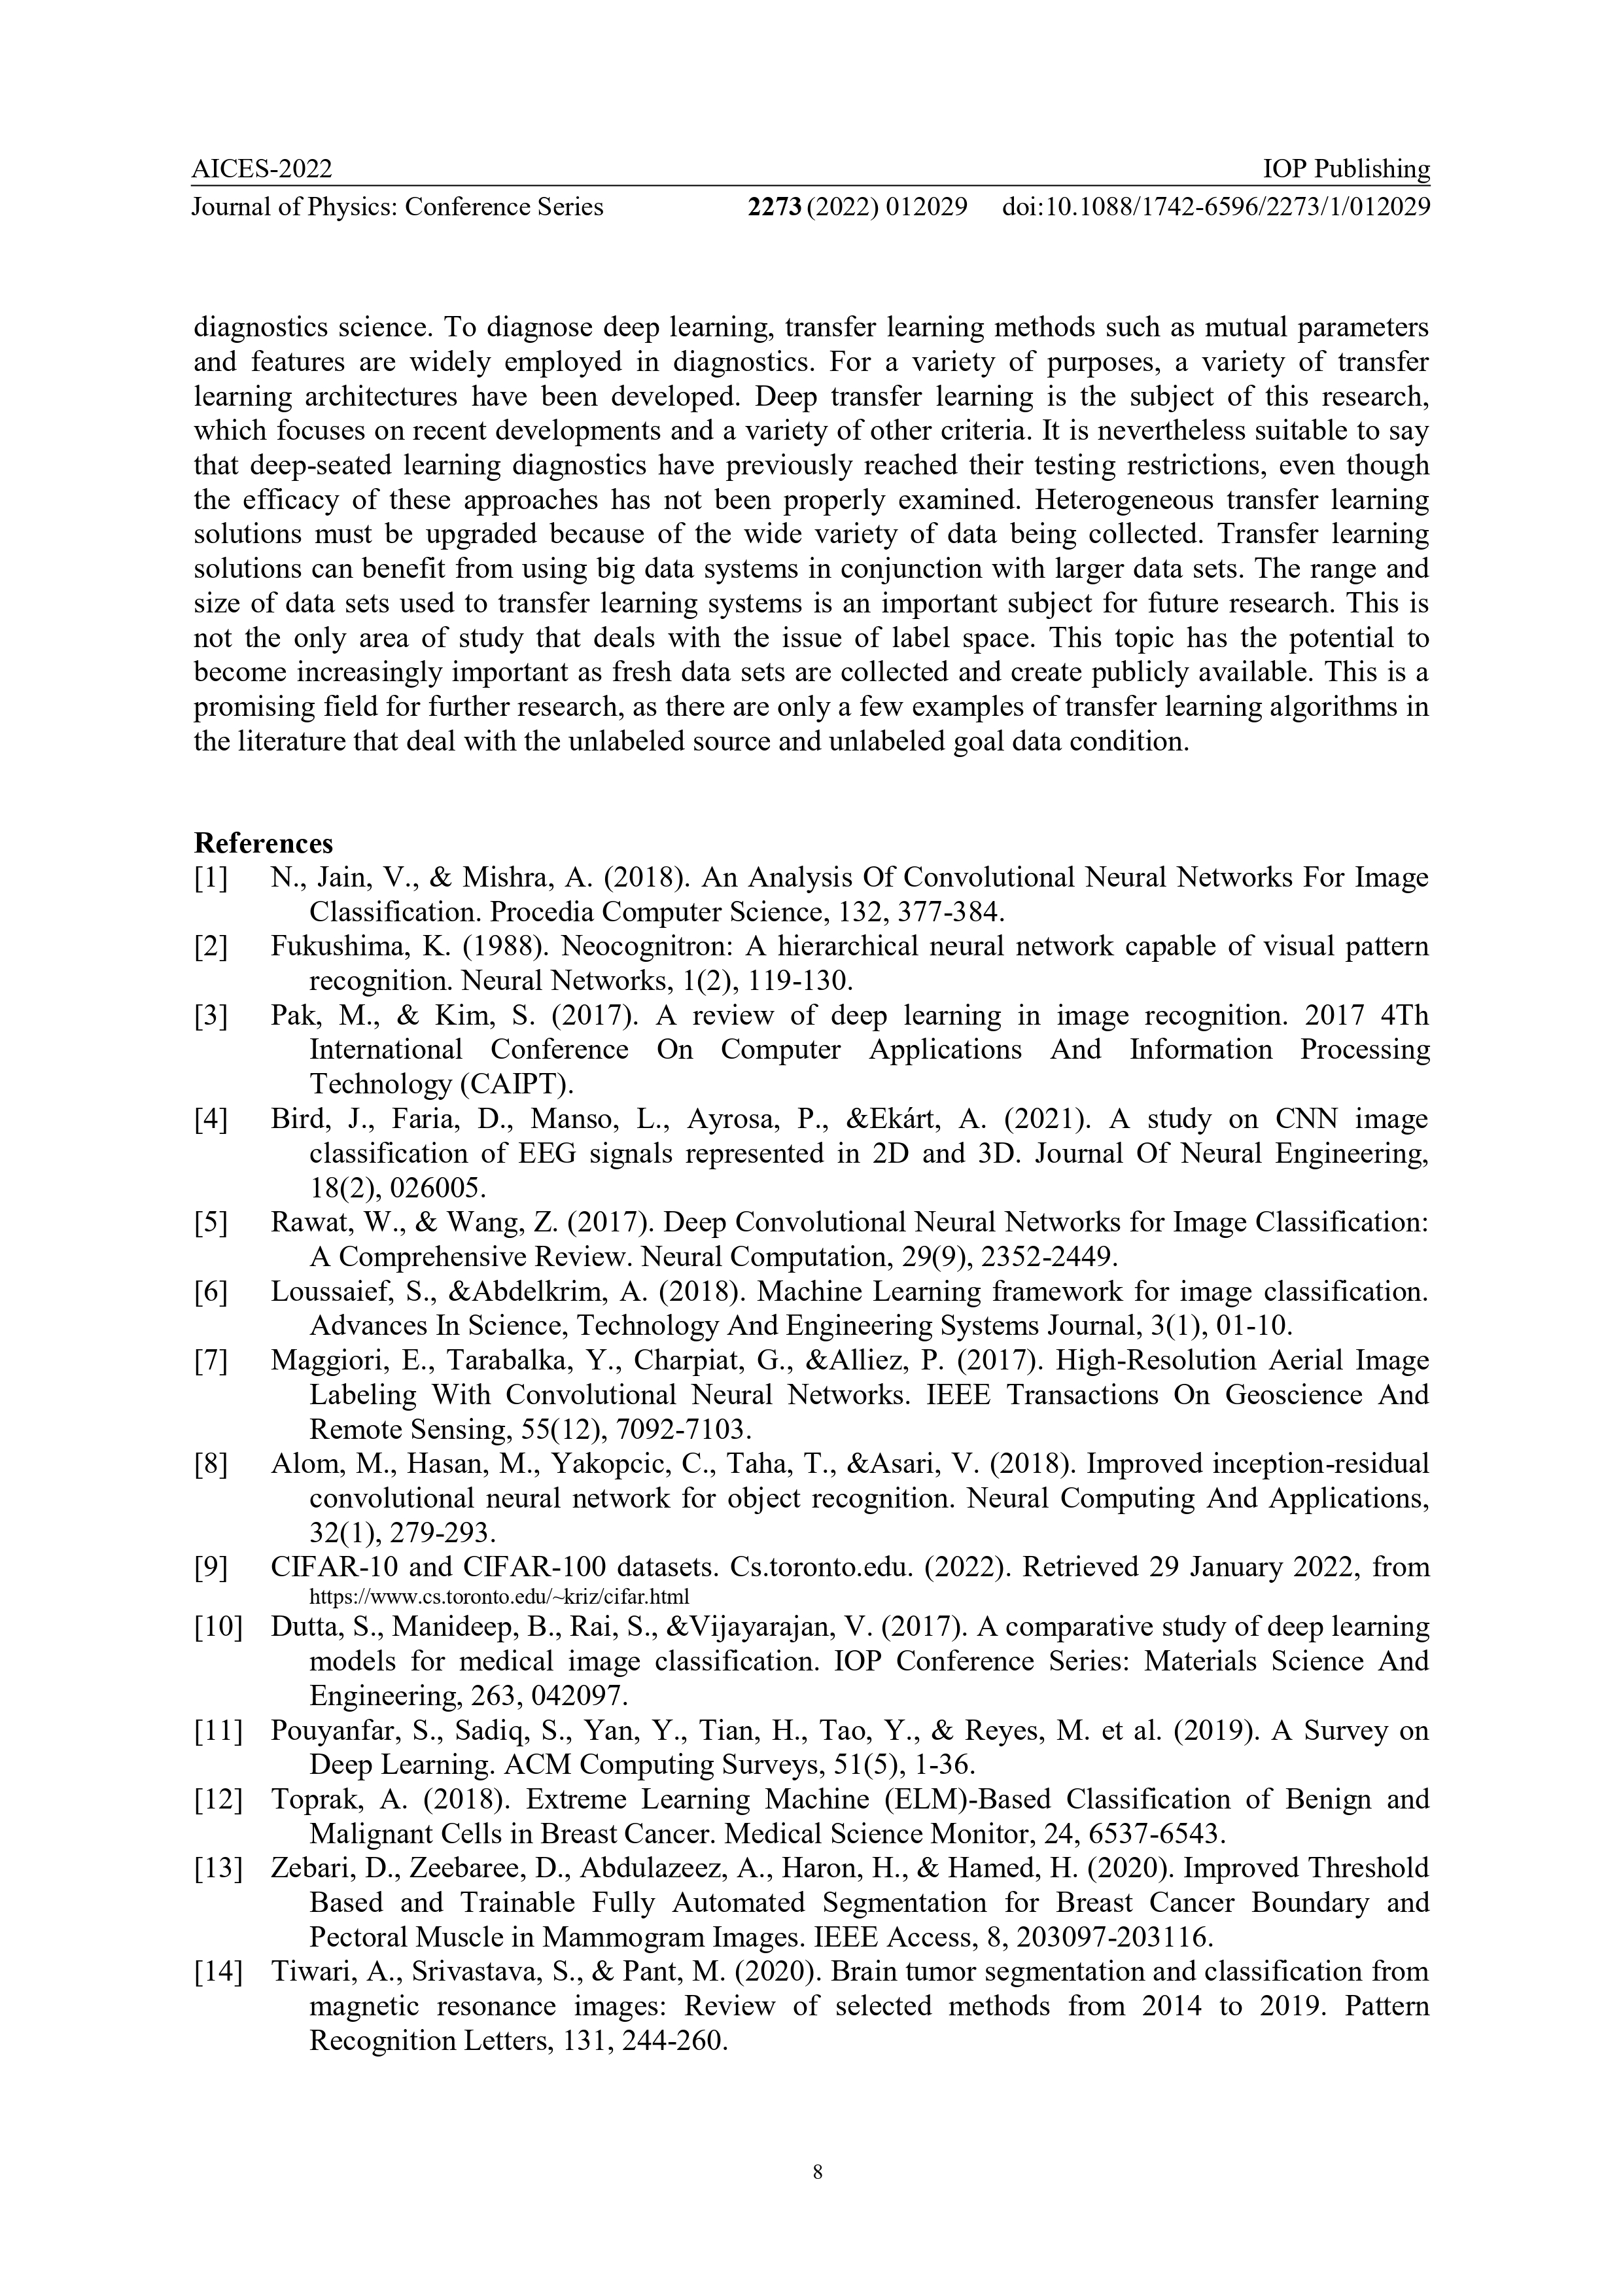 AICES-2022 IOP Publishing
Journal of Physics: Conference Series 2273 (2022) 012029 doi:10.1088/1742-6596/2273/1/012029
diagnostics science. To diagnose deep learning, transfer learning methods such as mutual parameters
and features are widely employed in diagnostics. For a variety of purposes, a variety of transfer
learning architectures have been developed. Deep transfer learning is the subject of this research,
which focuses on recent developments and a variety of other criteria. It is nevertheless suitable to say
that deep-seated learning diagnostics have previously reached their testing restrictions, even though
the efficacy of these approaches has not been properly examined. Heterogeneous transfer learning
solutions must be upgraded because of the wide variety of data being collected. Transfer learning
solutions can benefit from using big data systems in conjunction with larger data sets. The range and
size of data sets used to transfer learning systems is an important subject for future research. This is
not the only area of study that deals with the issue of label space. This topic has the potential to
become increasingly important as fresh data sets are collected and create publicly available. This is a
promising field for further research, as there are only a few examples of transfer learning algorithms in
the literature that deal with the unlabeled source and unlabeled goal data condition.
References
[1] N., Jain, V., & Mishra, A. (2018). An Analysis Of Convolutional Neural Networks For Image
Classification. Procedia Computer Science, 132, 377-384.
[2] Fukushima, K. (1988). Neocognitron: A hierarchical neural network capable of visual pattern
recognition. Neural Networks, 1(2), 119-130.
[3] Pak, M., & Kim, S. (2017). A review of deep learning in image recognition. 2017 4Th
International Conference On Computer Applications And Information Processing
Technology (CAIPT).
[4] Bird, J., Faria, D., Manso, L., Ayrosa, P., &Ekárt, A. (2021). A study on CNN image
classification of EEG signals represented in 2D and 3D. Journal Of Neural Engineering,
18(2), 026005.
[5] Rawat, W., & Wang, Z. (2017). Deep Convolutional Neural Networks for Image Classification:
A Comprehensive Review. Neural Computation, 29(9), 2352-2449.
[6] Loussaief, S., &Abdelkrim, A. (2018). Machine Learning framework for image classification.
Advances In Science, Technology And Engineering Systems Journal, 3(1), 01-10.
[7] Maggiori, E., Tarabalka, Y., Charpiat, G., &Alliez, P. (2017). High-Resolution Aerial Image
Labeling With Convolutional Neural Networks. IEEE Transactions On Geoscience And
Remote Sensing, 55(12), 7092-7103.
[8] Alom, M., Hasan, M., Yakopcic, C., Taha, T., &Asari, V. (2018). Improved inception-residual
convolutional neural network for object recognition. Neural Computing And Applications,
32(1), 279-293.
[9] CIFAR-10 and CIFAR-100 datasets. Cs.toronto.edu. (2022). Retrieved 29 January 2022, from
https://www.cs.toronto.edu/~kriz/cifar.html
[10] Dutta, S., Manideep, B., Rai, S., &Vijayarajan, V. (2017). A comparative study of deep learning
models for medical image classification. IOP Conference Series: Materials Science And
Engineering, 263, 042097.
[11] Pouyanfar, S., Sadiq, S., Yan, Y., Tian, H., Tao, Y., & Reyes, M. et al. (2019). A Survey on
Deep Learning. ACM Computing Surveys, 51(5), 1-36.
[12] Toprak, A. (2018). Extreme Learning Machine (ELM)-Based Classification of Benign and
Malignant Cells in Breast Cancer. Medical Science Monitor, 24, 6537-6543.
[13] Zebari, D., Zeebaree, D., Abdulazeez, A., Haron, H., & Hamed, H. (2020). Improved Threshold
Based and Trainable Fully Automated Segmentation for Breast Cancer Boundary and
Pectoral Muscle in Mammogram Images. IEEE Access, 8, 203097-203116.
[14] Tiwari, A., Srivastava, S., & Pant, M. (2020). Brain tumor segmentation and classification from
magnetic resonance images: Review of selected methods from 2014 to 2019. Pattern
Recognition Letters, 131, 244-260.
8